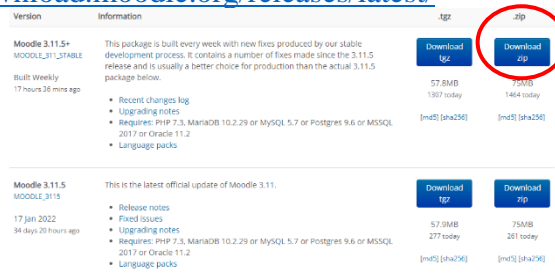 download.moodle.org/releases/latest/
Version Information .tgz .zip
Moodle 3.11.5+
MOODLE_311_STABLE
Built Weekly
17 hours 36 mins ago
This package is built every week with new fixes produced by our stable
development process. It contains a number of fixes made since the 3.11.5
release and is usually a better choice for production than the actual 3.11.5
package below.
• Recent changes log
• Upgrading notes
• Requires: PHP 7.3, MariaDB 10.2.29 or MySQL 5.7 or Postgres 9.6 or MSSQL
2017 or Oracle 11.2
• Language packs
Download
tgz
57.8MB
1307 today
[md5] [sha256]
Download
zip
75MB
1464 today
[md5] [sha256]
Moodle 3.11.5
MOODLE_3115
17 Jan 2022
34 days 20 hours ago
This is the latest official update of Moodle 3.11.
• Release notes
• Fixed issues
• Upgrading notes
• Requires: PHP 7.3, MariaDB 10.2.29 or MySQL 5.7 or Postgres 9.6 or MSSQL
2017 or Oracle 11.2
• Language packs
Download
tgz
57.9MB
277 today
[md5] [sha256]
Download
zip
75MB
261 today
[md5] [sha256]